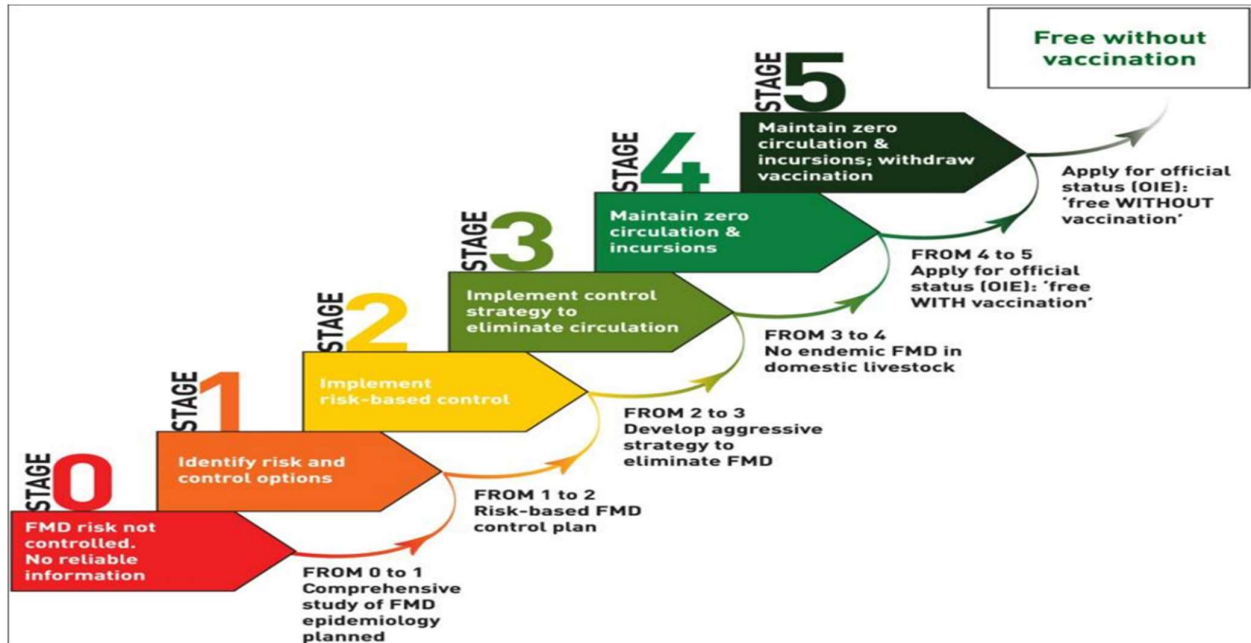 STAGE 0
FMD risk not
controlled.
No reliable
information
FROM 0 to 1
Comprehensive
study of FMD
epidemiology
planned
STAGE 1
Identify risk and
control options
FROM 1 to 2
Risk-based FMD
control plan
STAGE 2
Implement
risk-based control
FROM 2 to 3
Develop aggressive
strategy to
eliminate FMD
STAGE 3
Implement control
strategy to
eliminate circulation
FROM 3 to 4
No endemic FMD in
domestic livestock
STAGE 4
Maintain zero
circulation &
incursions
FROM 4 to 5
Apply for official
status (OIE): 'free
WITH vaccination'
STAGE 5
Maintain zero
circulation &
incursions; withdraw
vaccination
Apply for official
status (OIE):
'free WITHOUT
vaccination'
Free without
vaccination